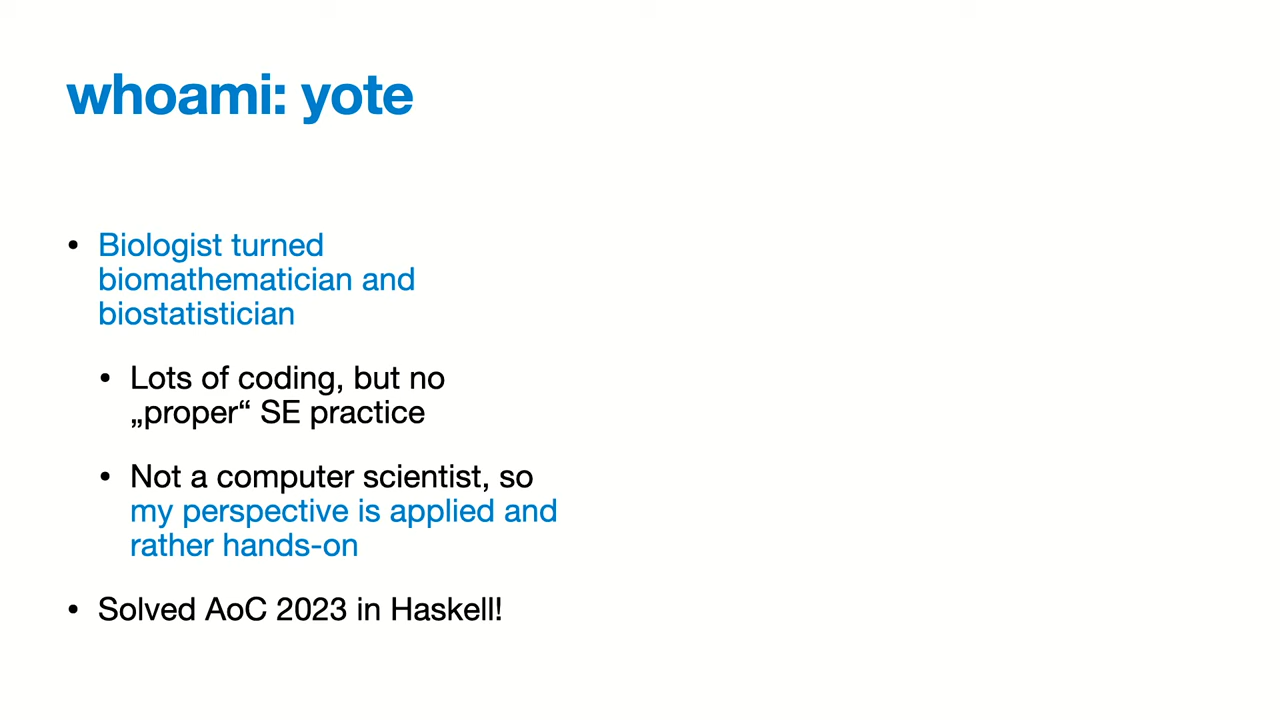 whoami: yote
• Biologist turned
biomathematician and
biostatistician
• Lots of coding, but no
„proper“ SE practice
• Not a computer scientist, so
my perspective is applied and
rather hands-on
• Solved AoC 2023 in Haskell!